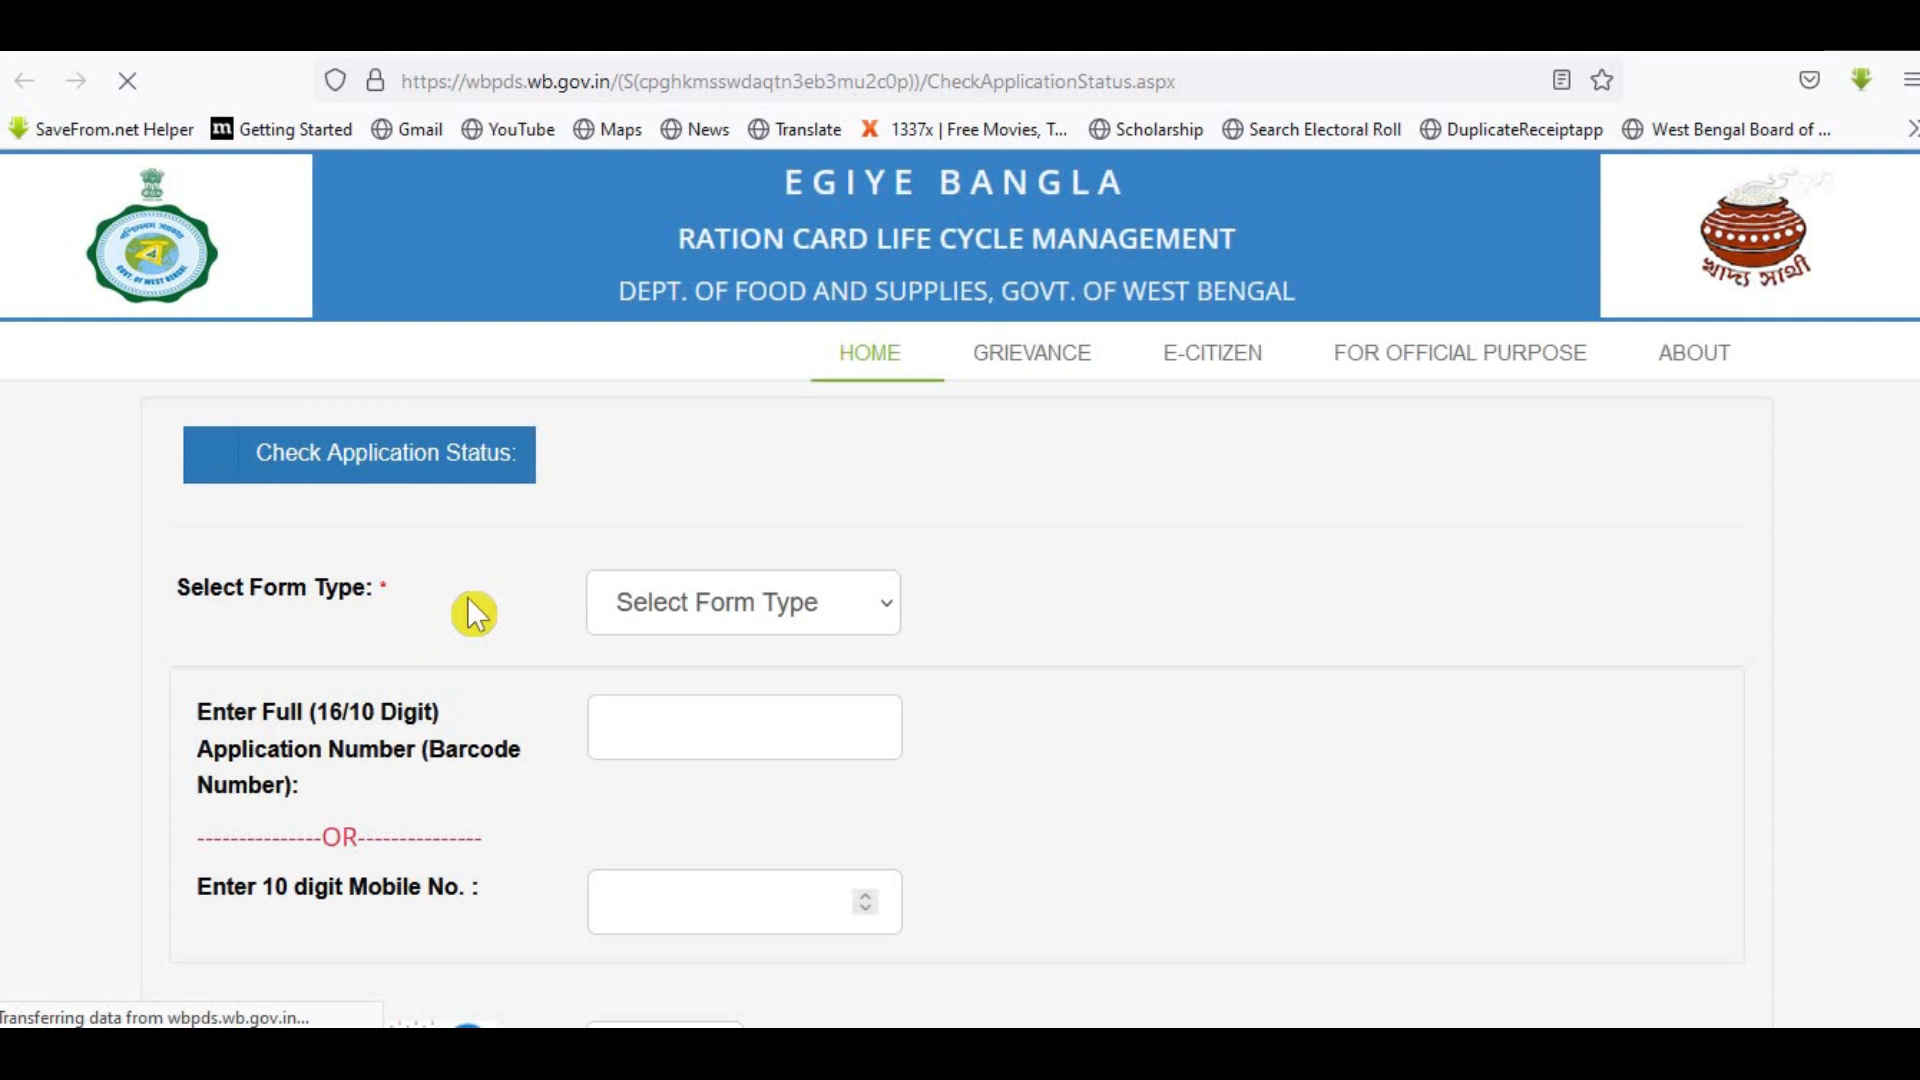 https://wbpds.wb.gov.in/(S(cpghkmsswdaqtn3eb3mu2c0p))/CheckApplicationStatus.aspx
SaveFrom.net Helper m Getting Started Gmail YouTube Maps News Translate X 1337x | Free Movies, T... Scholarship Search Electoral Roll DuplicateReceiptapp West Bengal Board of ...
EGIYE BANGLA
RATION CARD LIFE CYCLE MANAGEMENT
DEPT. OF FOOD AND SUPPLIES, GOVT. OF WEST BENGAL
GOVT. OF WEST BENGAL
খাদ্য সাথী
HOME GRIEVANCE E-CITIZEN FOR OFFICIAL PURPOSE ABOUT
Check Application Status:
Select Form Type: * Select Form Type
Enter Full (16/10 Digit)
Application Number (Barcode
Number):
---------------OR---------------
Enter 10 digit Mobile No. :
Transferring data from wbpds.wb.gov.in...